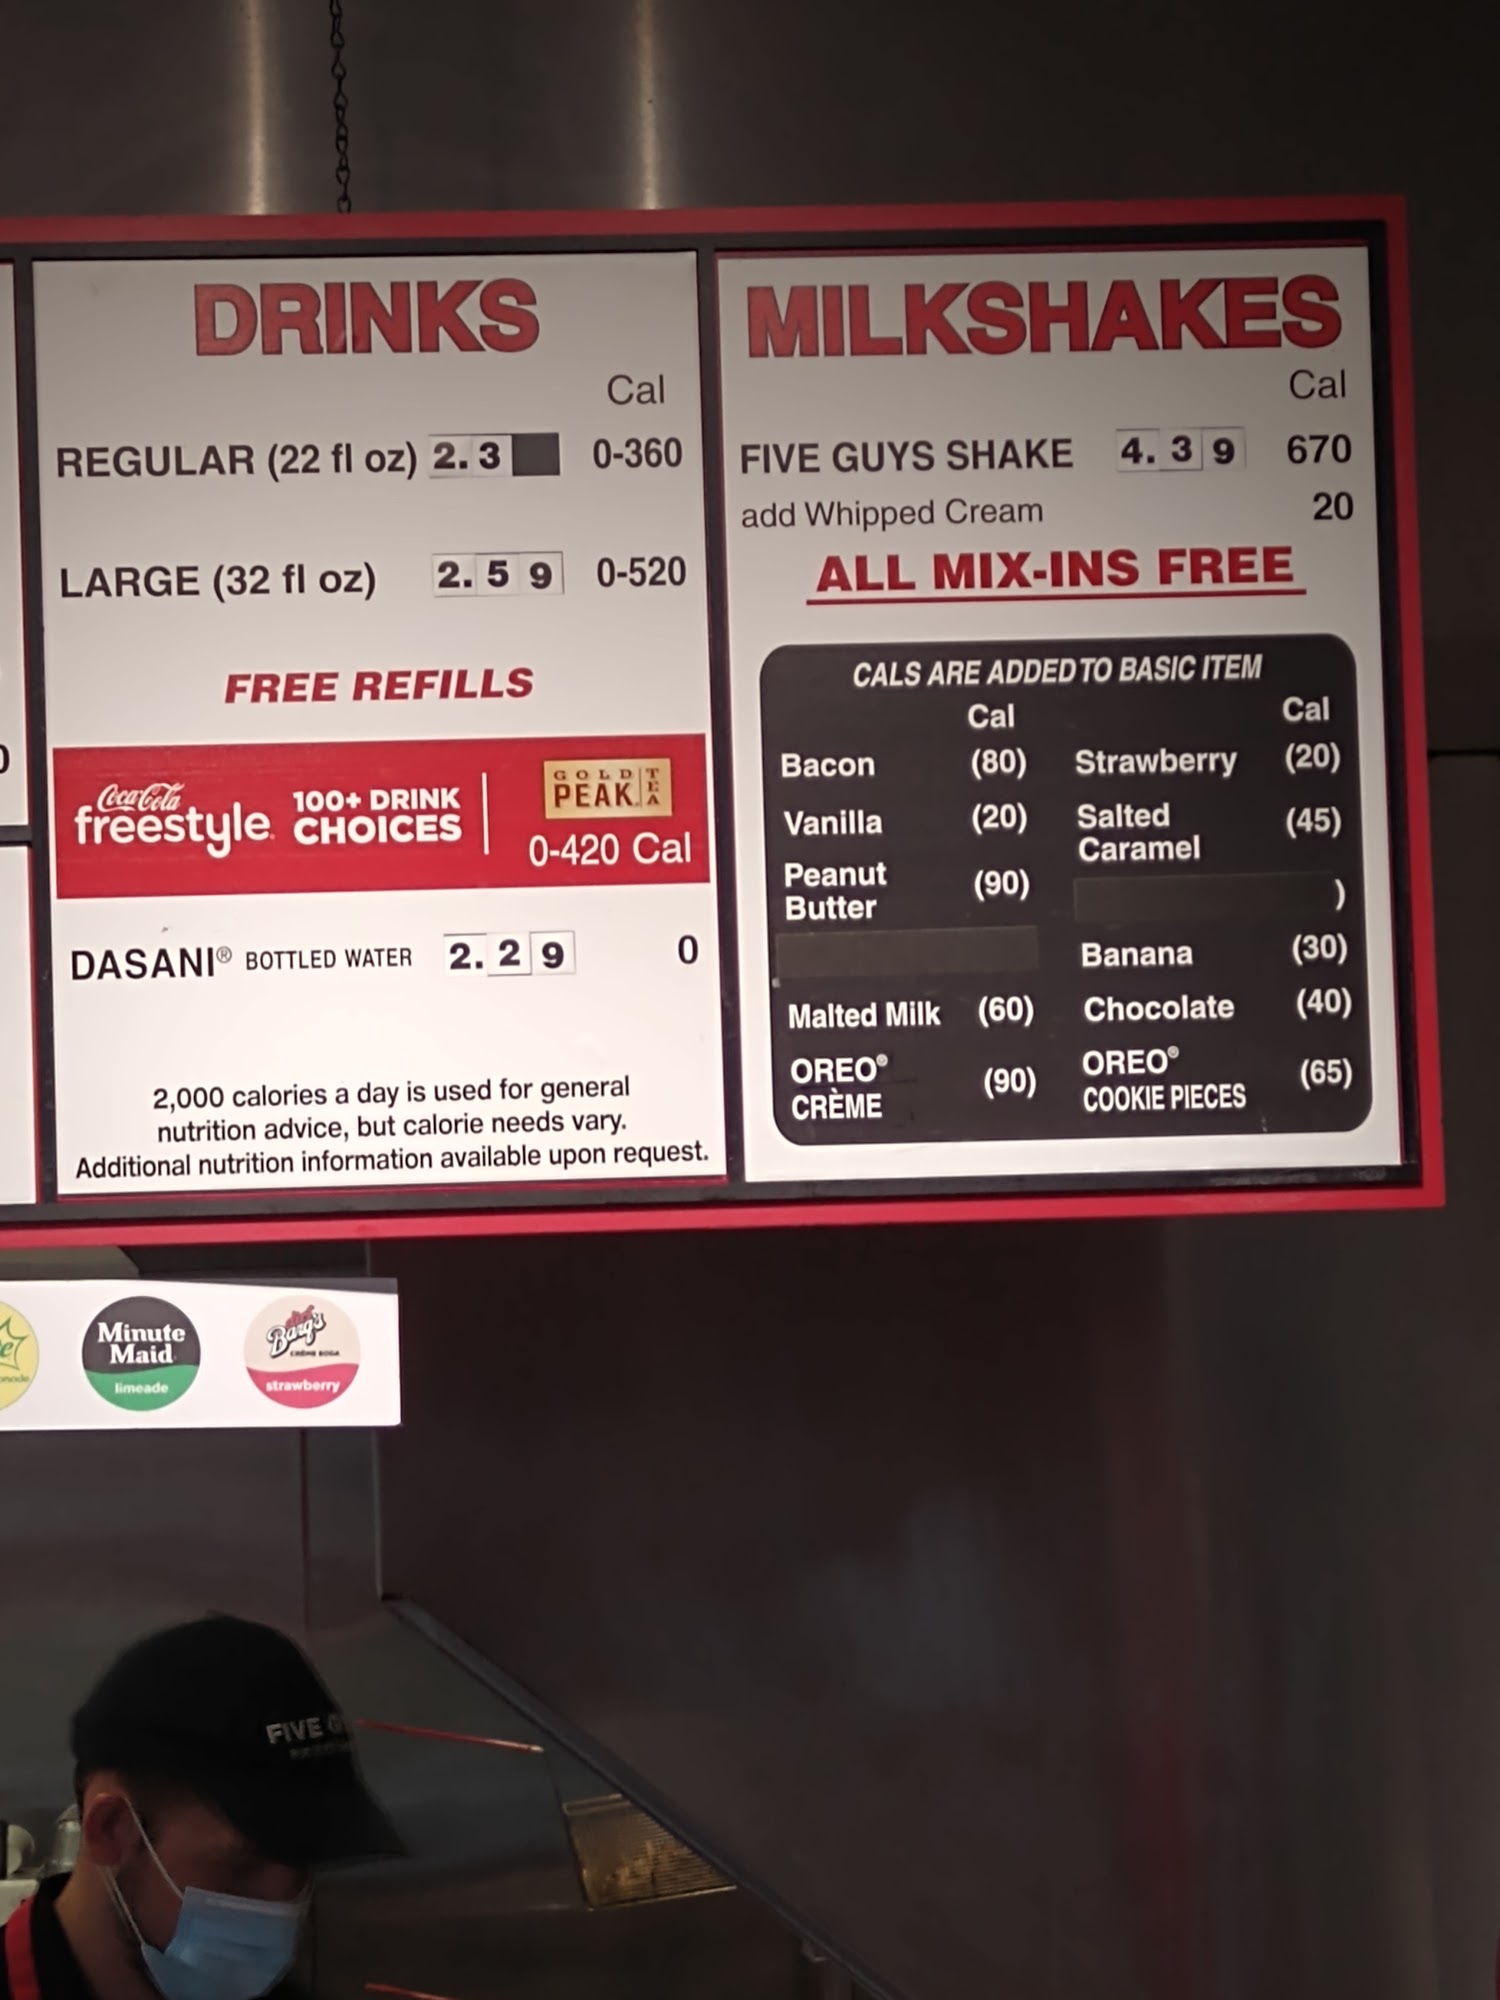 DRINKS
Cal
REGULAR (22 fl oz) 2.3 0-360
LARGE (32 fl oz) 2.59 0-520
FREE REFILLS
Coca-Cola
freestyle
100+ DRINK
CHOICES
GOLD
PEAK
TEA
0-420 Cal
DASANI® BOTTLED WATER 2.29 0
2,000 calories a day is used for general
nutrition advice, but calorie needs vary.
Additional nutrition information available upon request.
MILKSHAKES
Cal
FIVE GUYS SHAKE 4.39 670
add Whipped Cream 20
ALL MIX-INS FREE
CALS ARE ADDED TO BASIC ITEM
Cal Cal
Bacon (80) Strawberry (20)
Vanilla (20) Salted
Caramel (45)
Peanut
Butter (90)
)
Banana (30)
Malted Milk (60) Chocolate (40)
OREO®
CRÈME (90)
OREO®
COOKIE PIECES (65)
Minute
Maid
limeade
Barq's
CRÈME SODA
strawberry
FIVE G